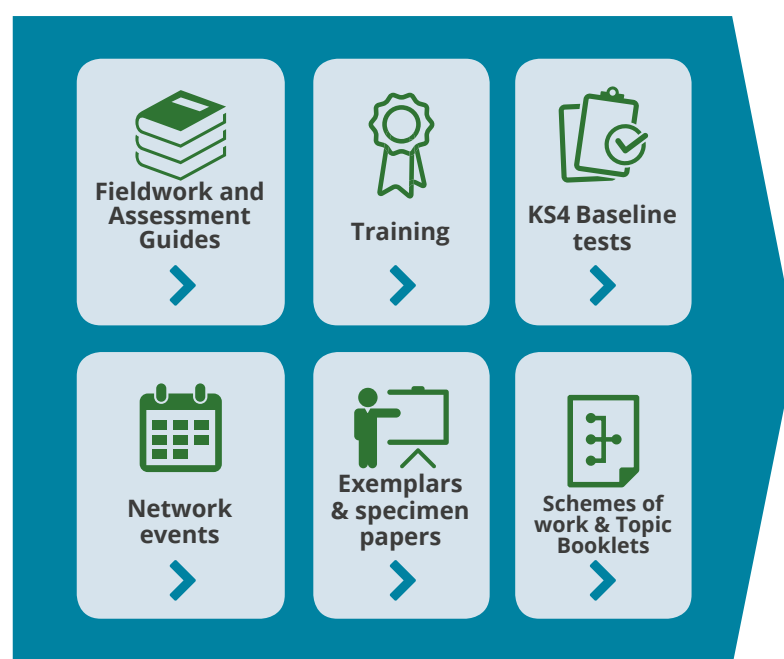 Fieldwork and
Assessment
Guides
Training
KS4 Baseline
tests
Network
events
Exemplars
& specimen
papers
Schemes of
work & Topic
Booklets